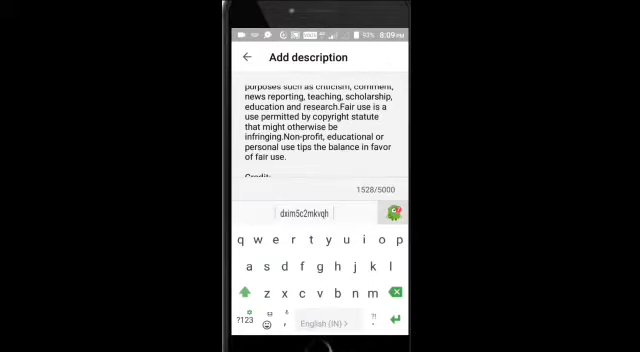 53% 8:09 PM
Add description
purposes such as criticism, comment,
news reporting, teaching, scholarship,
education and research.Fair use is a
use permitted by copyright statute
that might otherwise be
infringing.Non-profit, educational or
personal use tips the balance in favor
of fair use.
Credit:
1528/5000
dxim5c2mkvqh
q w e r t y u i o p
a s d f g h j k l
z x c v b n m
?123 , English (IN) > ?! .